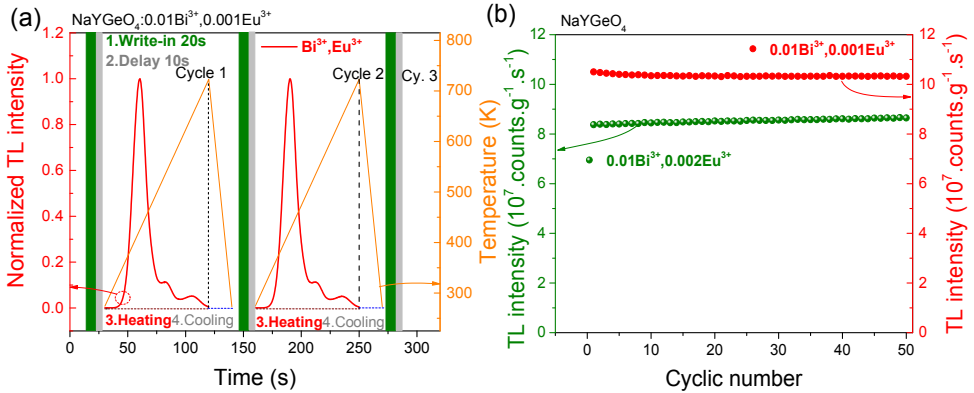 (a)
NaYGeO₄:0.01Bi³⁺,0.001Eu³⁺
1.Write-in 20s
2.Delay 10s
Bi³⁺,Eu³⁺
Cycle 1
Cycle 2
Cy. 3
3.Heating 4.Cooling
3.Heating 4.Cooling
Normalized TL intensity
1.2
1.0
0.8
0.6
0.4
0.2
0.0
0 50 100 150 200 250 300
Time (s)
800
700
600
500
400
300
Temperature (K)
(b)
NaYGeO₄
0.01Bi³⁺,0.001Eu³⁺
0.01Bi³⁺,0.002Eu³⁺
TL intensity (10⁷.counts.g⁻¹.s⁻¹)
14
12
10
8
6
4
2
0
0 10 20 30 40 50
Cyclic number
12
10
8
6
4
2
0
TL intensity (10⁷.counts.g⁻¹.s⁻¹)